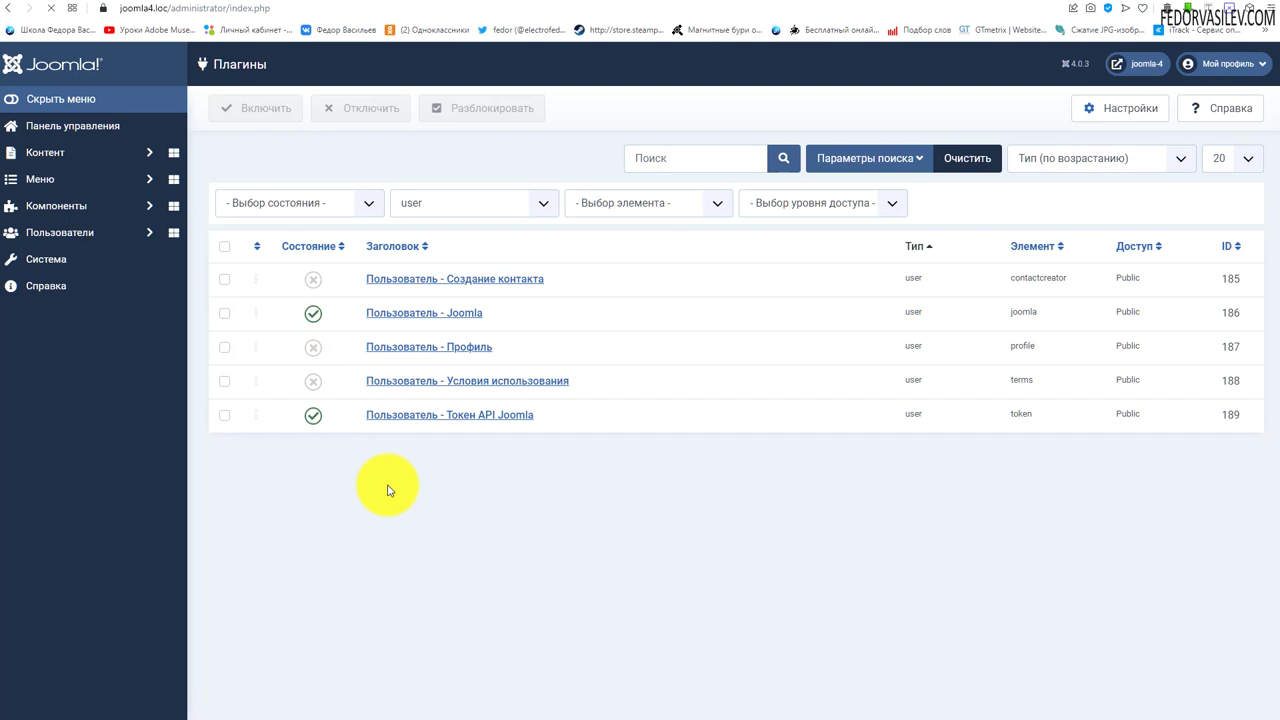 joomla4.loc/administrator/index.php
FEDORVASILEV.COM
Школа Федора Вас...
Уроки Adobe Muse...
Личный кабинет -...
Федор Васильев
(2) Одноклассники
fedor (@electrofed...
http://store.steamp...
Магнитные бури о...
Бесплатный онлай...
Подбор слов
GTmetrix | Website...
Сжатие JPG-изобр...
iTrack - Сервис оп...
Joomla!®
Плагины
4.0.3
joomla-4
Мой профиль
Скрыть меню
Панель управления
Контент
Меню
Компоненты
Пользователи
Система
Справка
Включить
Отключить
Разблокировать
Настройки
? Справка
Поиск
Параметры поиска
Очистить
Тип (по возрастанию)
20
- Выбор состояния -
user
- Выбор элемента -
- Выбор уровня доступа -
Состояние Заголовок Тип Элемент Доступ ID
Пользователь - Создание контакта user contactcreator Public 185
Пользователь - Joomla user joomla Public 186
Пользователь - Профиль user profile Public 187
Пользователь - Условия использования user terms Public 188
Пользователь - Токен API Joomla user token Public 189